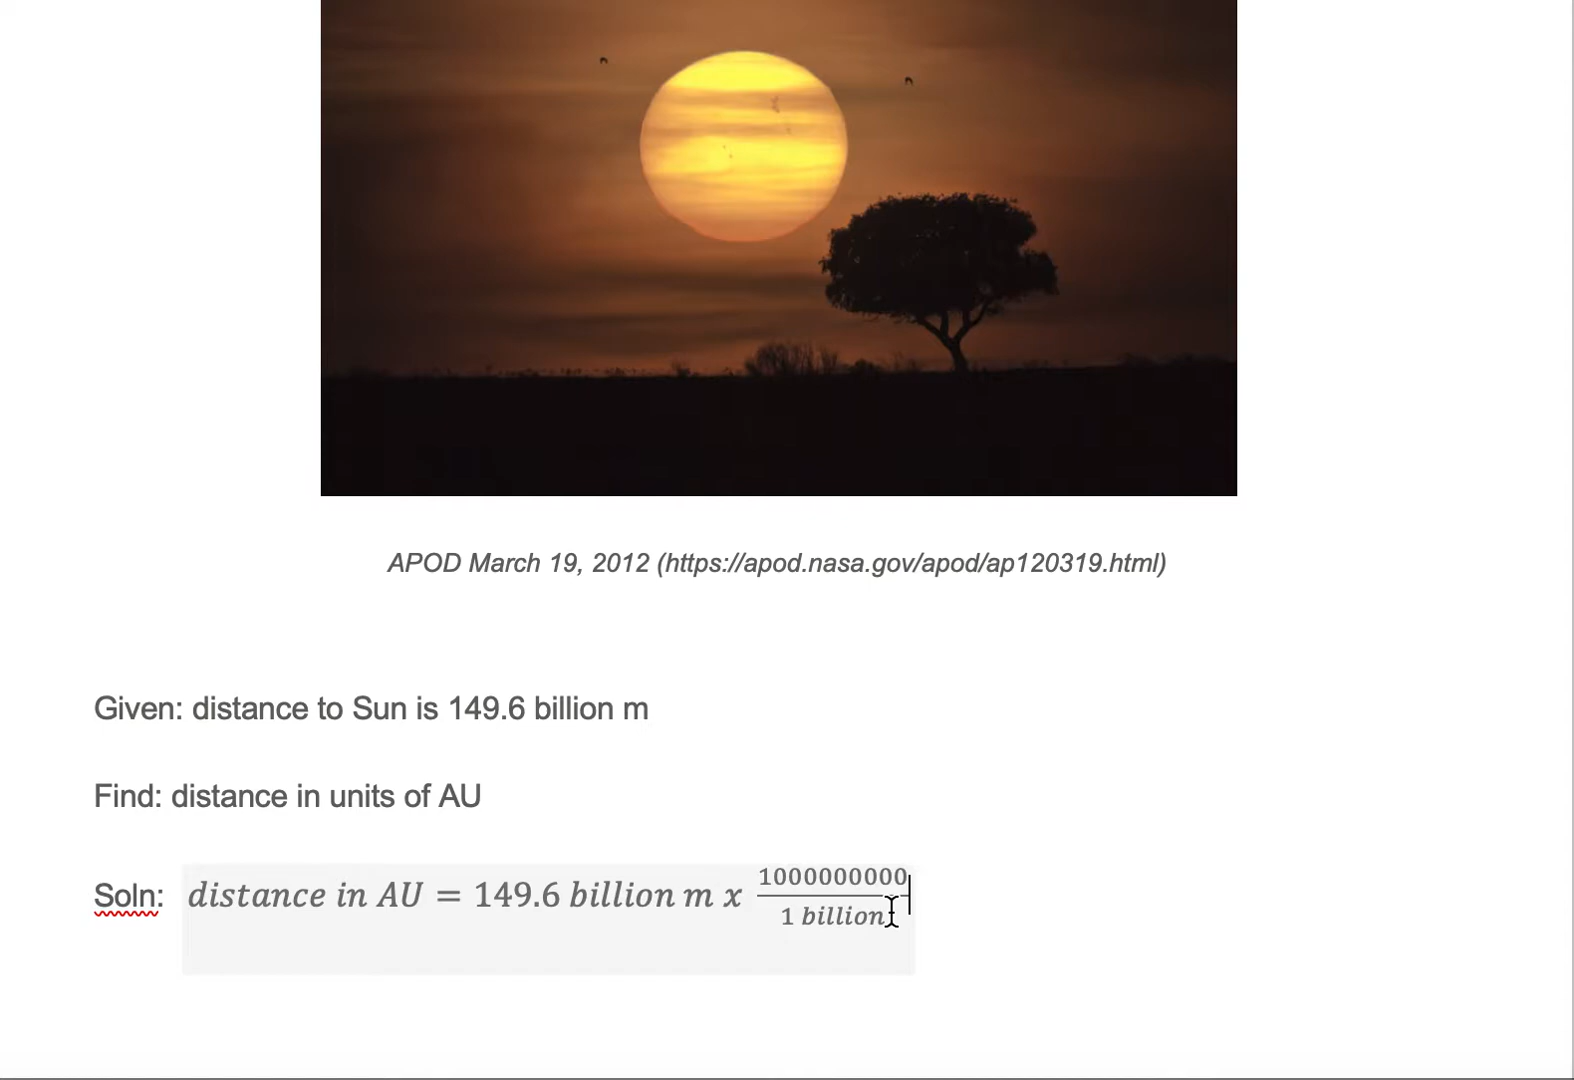 APOD March 19, 2012 (https://apod.nasa.gov/apod/ap120319.html)
Given: distance to Sun is 149.6 billion m
Find: distance in units of AU
Soln: distance in AU = 149.6 billion m x 1000000000
1 billion